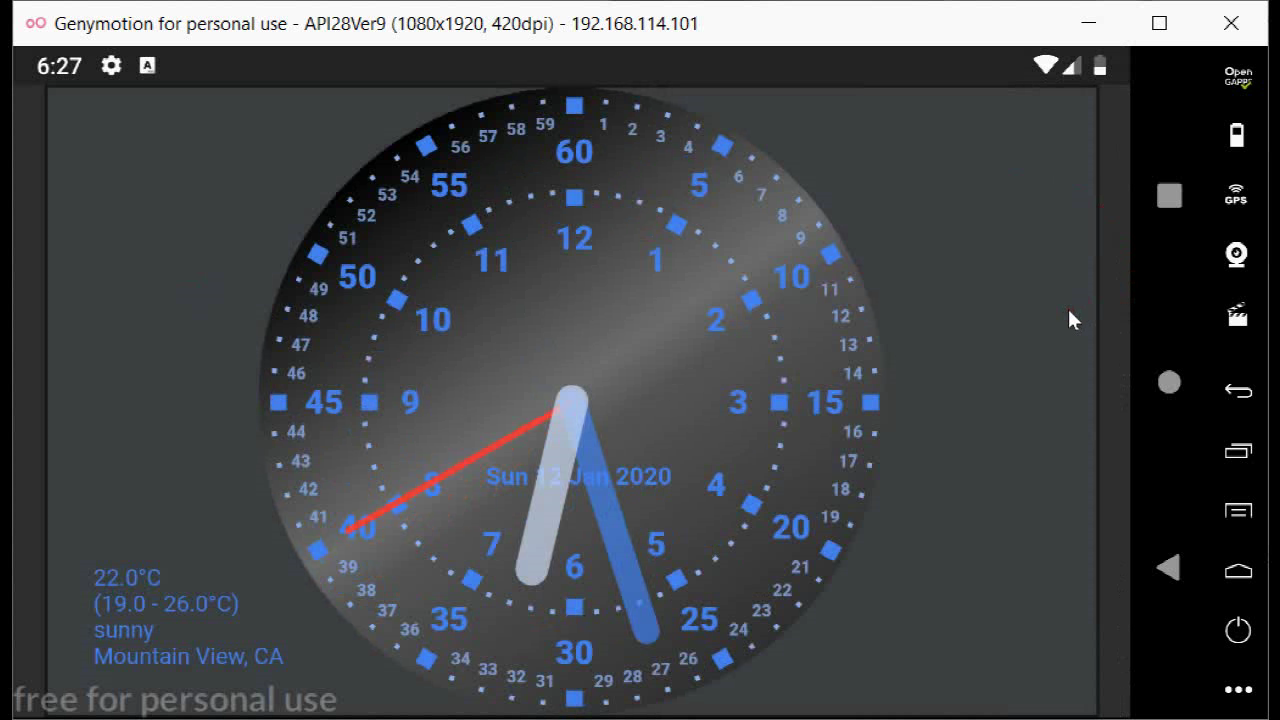 Genymotion for personal use - API28Ver9 (1080x1920, 420dpi) - 192.168.114.101
6:27
A
Open
GAPPS
GPS
59 1
58 2
57 3
56 60 4
55 5
54 6
53 7
52 8
51 12 9
11 1
50 10
49 11
10 2
48 12
47 13
46 14
45 9 3 15
44 16
43 17
Sun 12 Jan 2020
8 4
42 18
41 19
40 20
7 5
39 6 21
38 22
37 23
35 25
36 24
30
34 26
33 27
32 28
31 29
22.0°C
(19.0 - 26.0°C)
sunny
Mountain View, CA
free for personal use